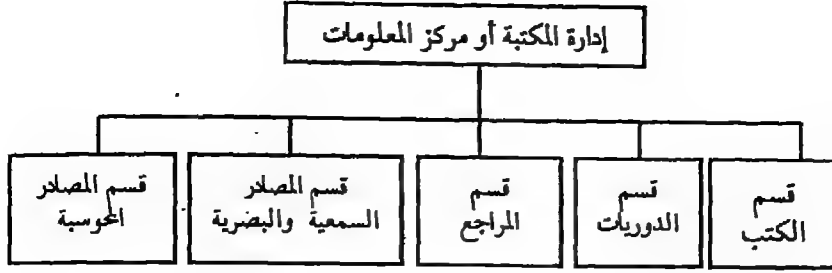 إدارة المكتبة أو مركز المعلومات
قسم
الكتب
قسم
الدوريات
قسم
المراجع
قسم المصادر
السمعية والبصرية
قسم المصادر
المحوسبة